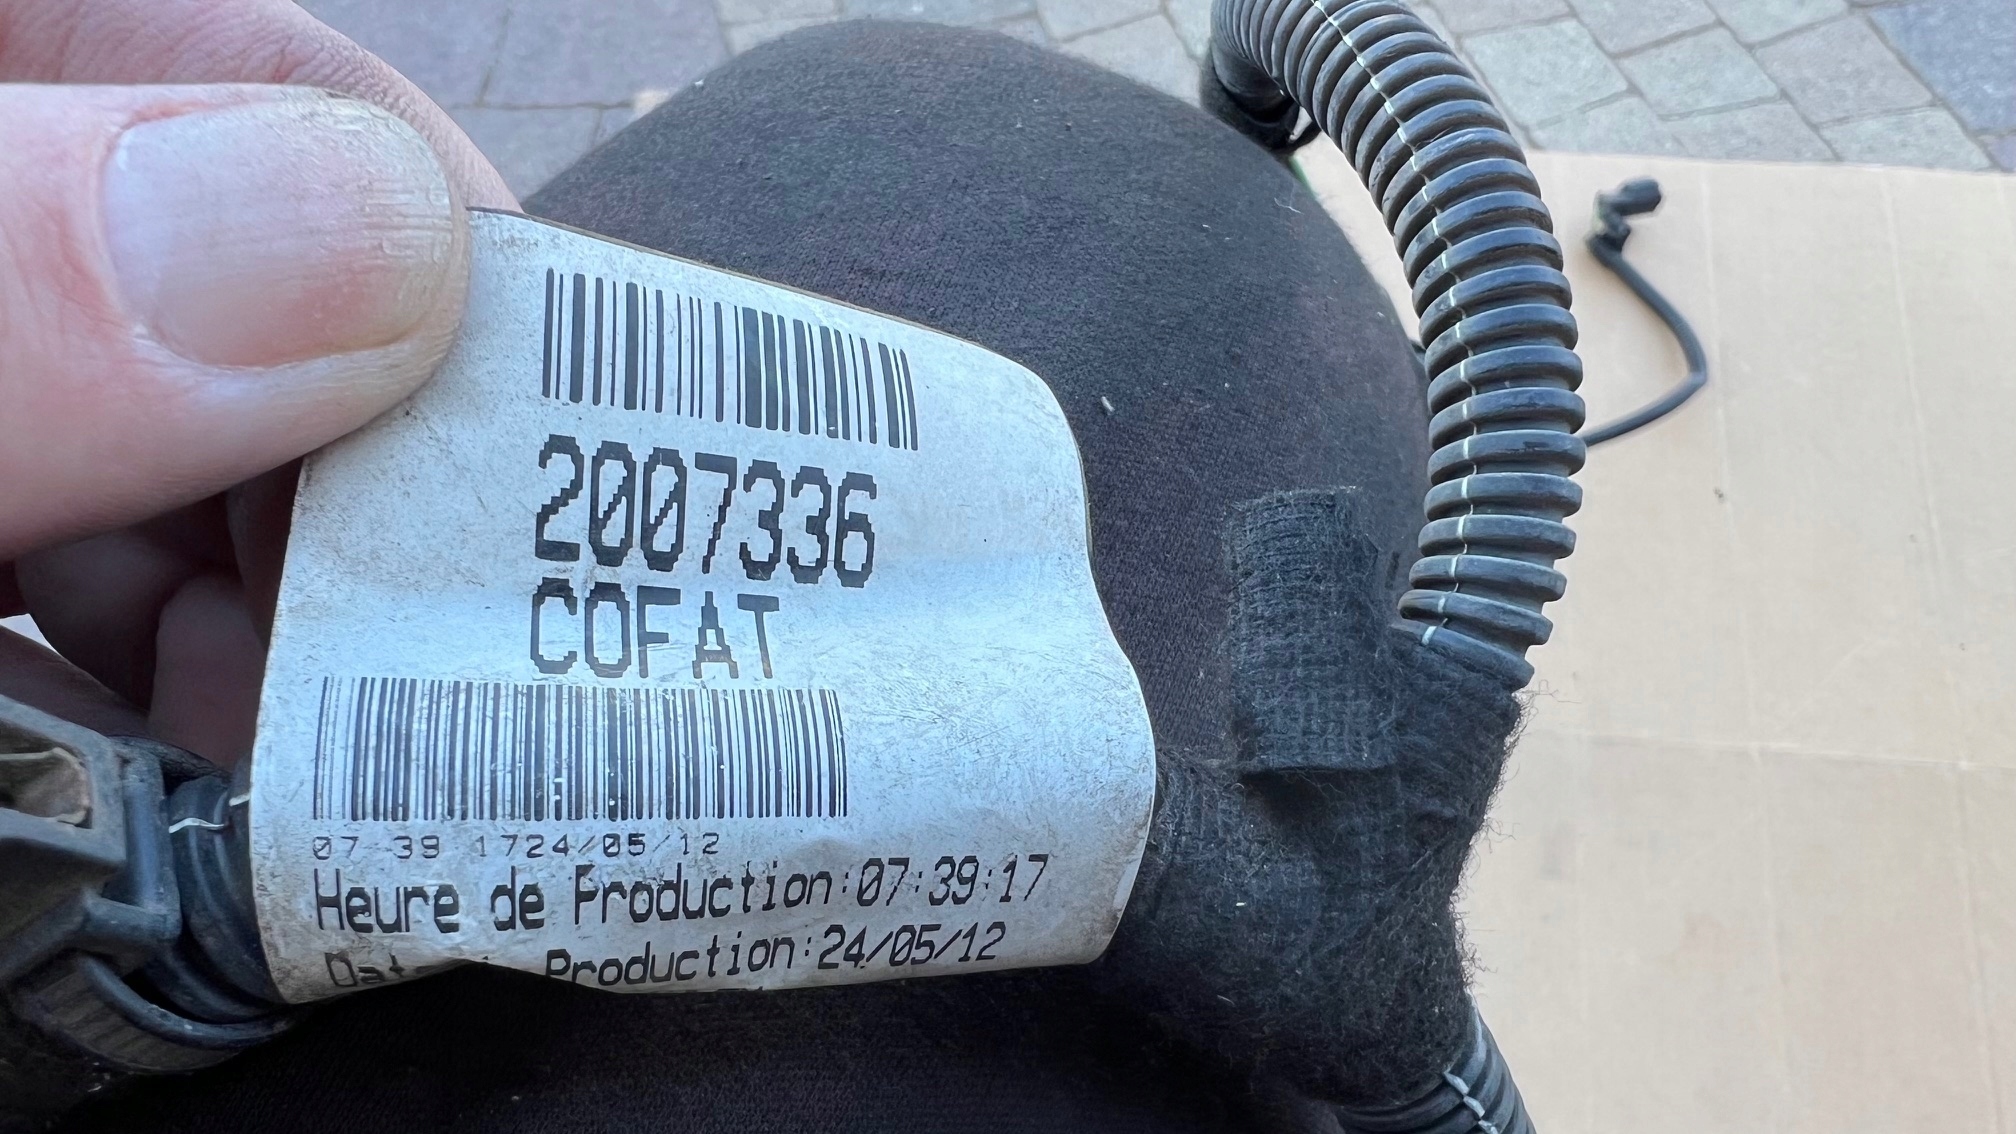 2007336
COFAT
07 39 1724/05/12
Heure de Production:07:39:17
Production:24/05/12